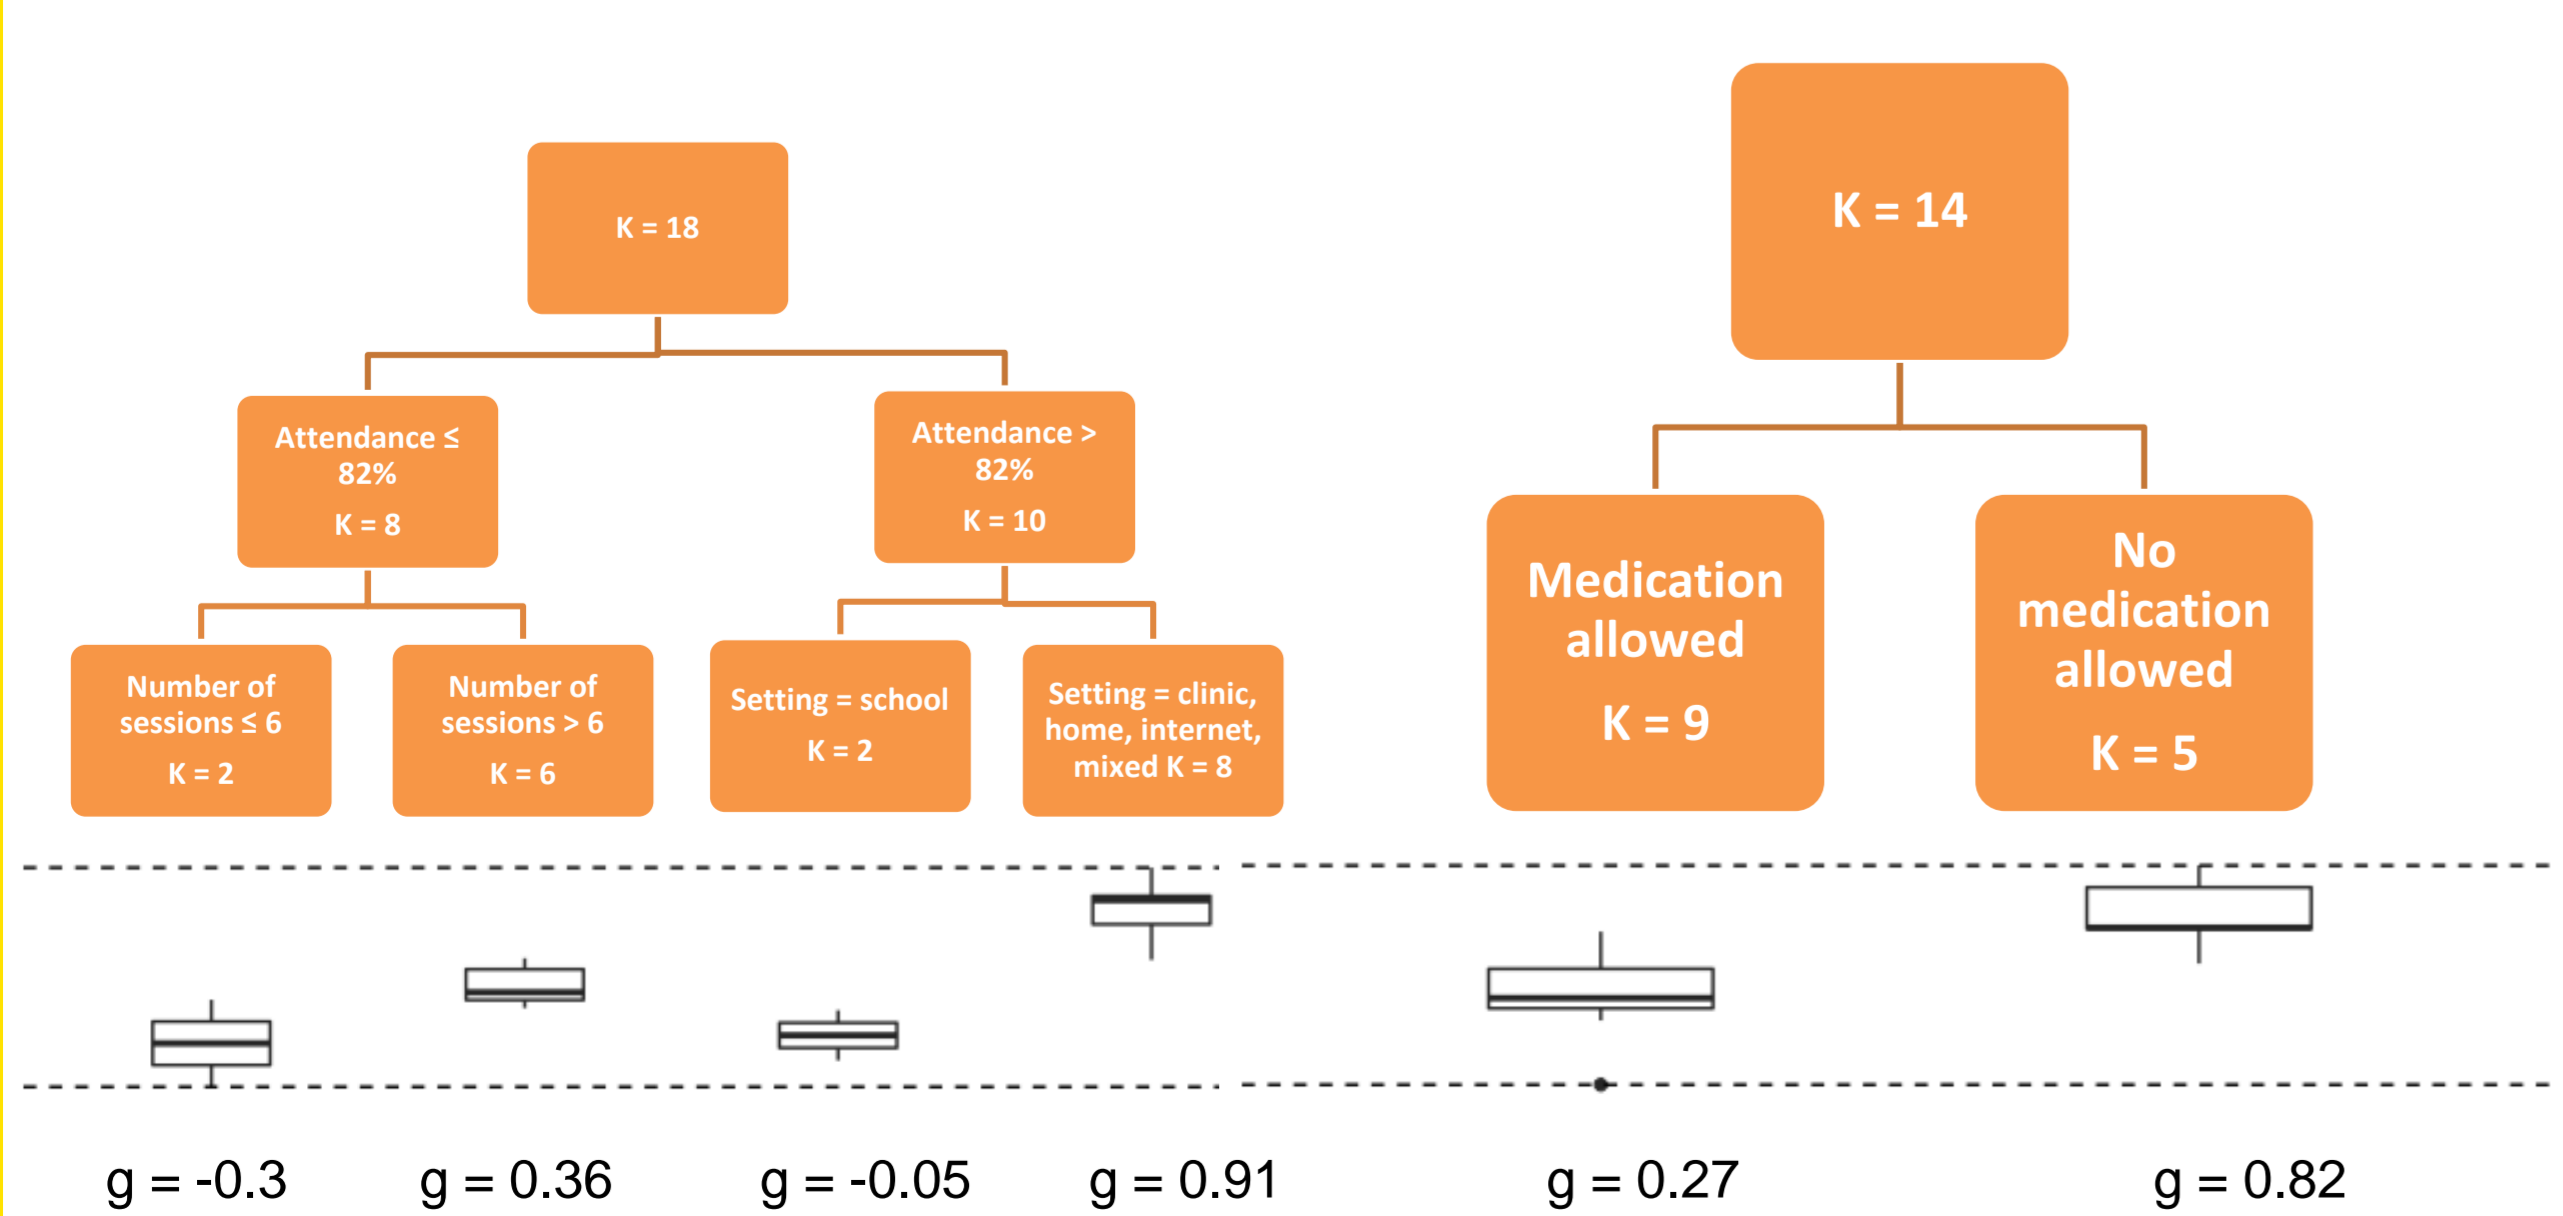 K = 18
Attendance ≤
82%
K = 8
Attendance >
82%
K = 10
Number of
sessions ≤ 6
K = 2
Number of
sessions > 6
K = 6
Setting = school
K = 2
Setting = clinic,
home, internet,
mixed K = 8
K = 14
Medication
allowed
K = 9
No
medication
allowed
K = 5
g = -0.3
g = 0.36
g = -0.05
g = 0.91
g = 0.27
g = 0.82